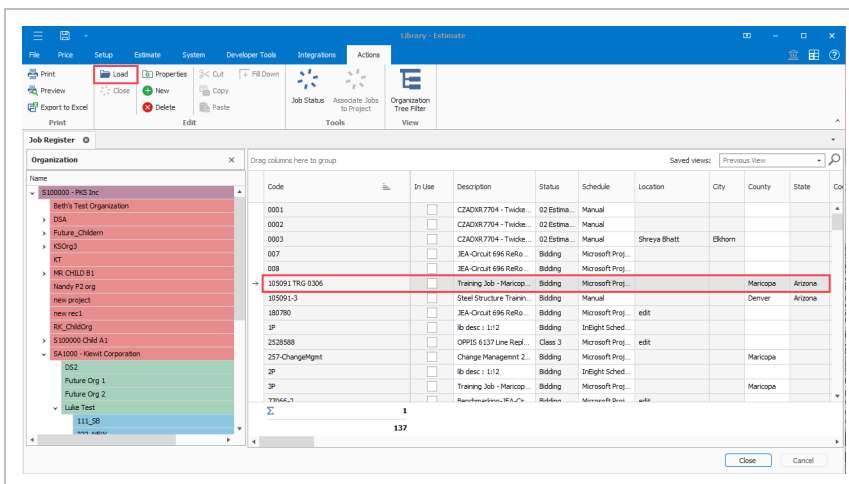 Library - Estimate
File Price Setup Estimate System Developer Tools Integrations Actions
Print Load Properties Cut Fill Down
Preview Close New Copy
Export to Excel Delete Paste
Job Status Associate Jobs to Project Organization Tree Filter
Print Edit Tools View
Job Register
Organization
Drag columns here to group Saved views: Previous View
Name
Code In Use Description Status Schedule Location City County State
S100000 - PKS Inc
Beth's Test Organization
DSA
Future_Childern
KSOrg3
KT
MR CHILD B1
Nandy P2 org
new project
new rec1
RK_ChildOrg
S100000 Child A1
SA1000 - Kiewit Corporation
DS2
Future Org 1
Future Org 2
Luke Test
111_SB
0001 CZADXR7704 - Twicke... 02 Estima... Manual
0002 CZADXR7704 - Twicke... 02 Estima... Manual
0003 CZADXR7704 - Twicke... 02 Estima... Manual Shreya Bhatt Elkhorn
007 JEA-Circuit 696 ReRo... Bidding Microsoft Proj...
008 JEA-Circuit 696 ReRo... Bidding Microsoft Proj...
105091 TRG 0306 Training Job - Maricop... Bidding Microsoft Proj... Maricopa Arizona
105091-3 Steel Structure Trainin... Bidding Manual Denver Arizona
180780 JEA-Circuit 696 ReRo... Bidding Microsoft Proj... edit
1P lib desc : 1:!2 Bidding InEight Sched...
2528588 OPPIS 6137 Line Repl... Class 3 Microsoft Proj... edit
257-ChangeMgmt Change Managemnt 2... Bidding Microsoft Proj... Maricopa
2P lib desc : 1:!2 Bidding InEight Sched...
3P Training Job - Maricop... Bidding Microsoft Proj... Maricopa
Σ 1
137
Close Cancel